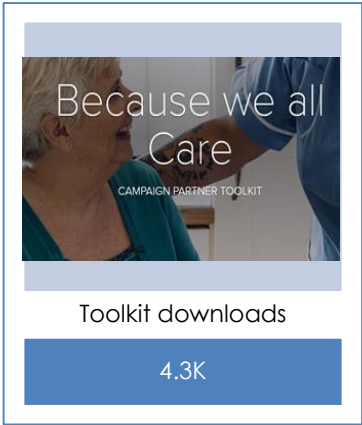 Because we all
Care
CAMPAIGN PARTNER TOOLKIT
Toolkit downloads
4.3K